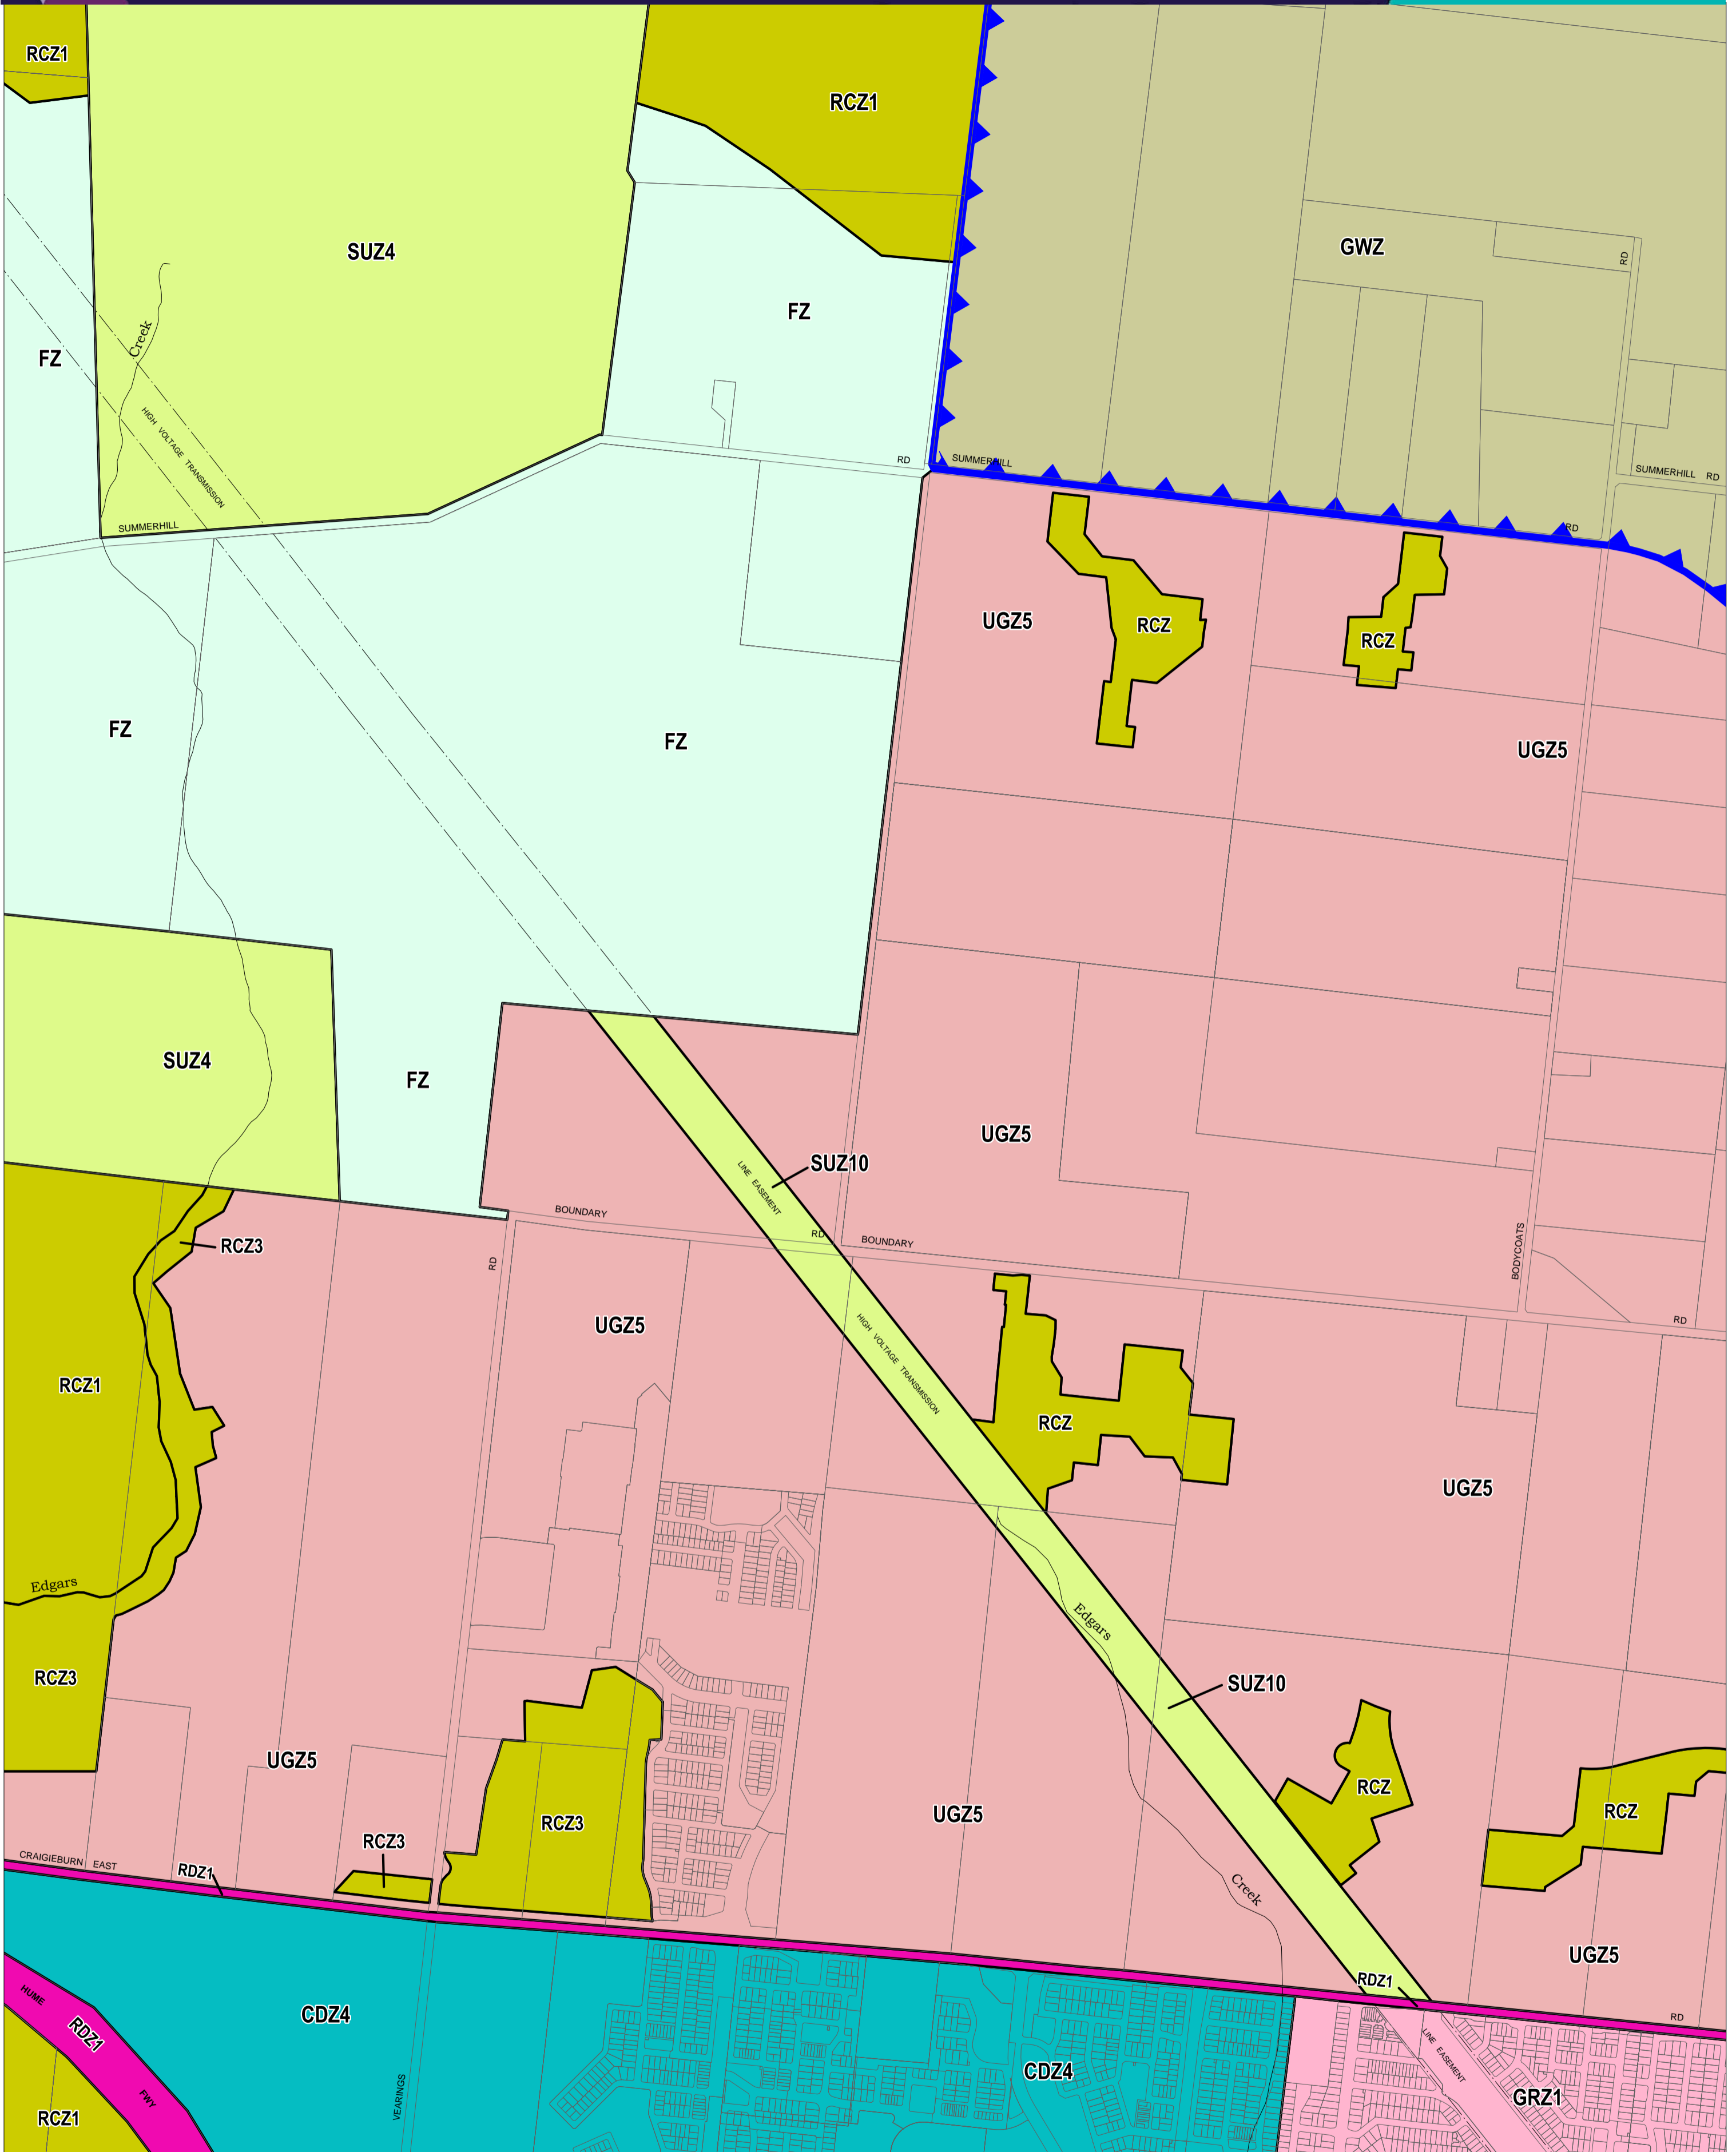 RCZ1
RCZ1
SUZ4
GWZ
RD
FZ
Creek
FZ
HIGH VOLTAGE TRANSMISSION
RD
SUMMERHILL
SUMMERHILL RD
SUMMERHILL
RD
UGZ5
RCZ
RCZ
FZ
FZ
UGZ5
SUZ4
FZ
UGZ5
SUZ10
LINE EASEMENT
BOUNDARY
RD
BOUNDARY
BODYCOATS
RCZ3
RD
RD
UGZ5
HIGH VOLTAGE TRANSMISSION
RCZ1
RCZ
UGZ5
Edgars
Edgars
RCZ3
SUZ10
UGZ5
RCZ
RCZ
UGZ5
RCZ3
RCZ3
CRAIGIEBURN EAST
RDZ1
Creek
UGZ5
RDZ1
HUME
RDZ1
FWY
CDZ4
RD
LINE EASEMENT
CDZ4
GRZ1
VEARINGS
RCZ1